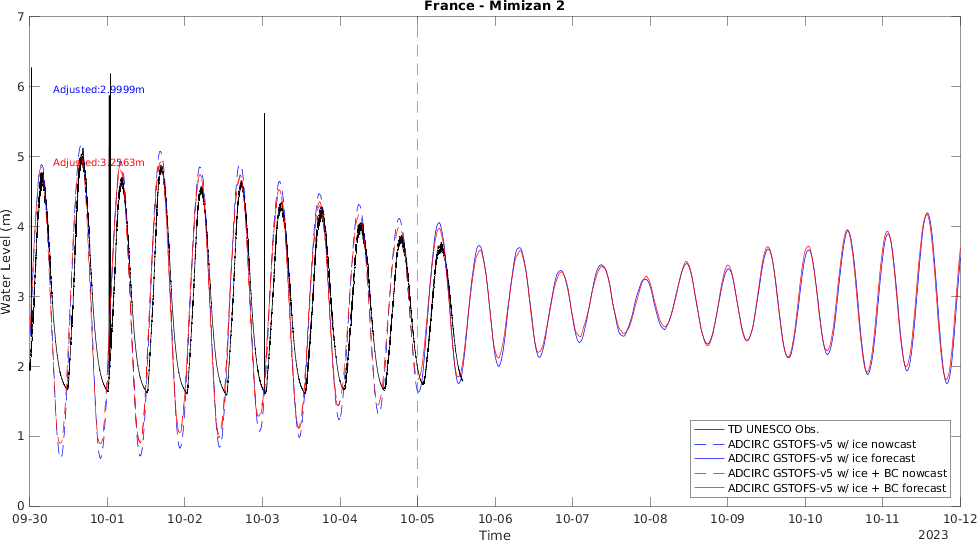 France - Mimizan 2
7
6
5
4
3
2
1
0
Water Level (m)
Adjusted:2.9999m
Adjusted:3.2563m
TD UNESCO Obs.
ADCIRC GSTOFS-v5 w/ ice nowcast
ADCIRC GSTOFS-v5 w/ ice forecast
ADCIRC GSTOFS-v5 w/ ice + BC nowcast
ADCIRC GSTOFS-v5 w/ ice + BC forecast
09-30 10-01 10-02 10-03 10-04 10-05 10-06 10-07 10-08 10-09 10-10 10-11 10-12
Time
2023